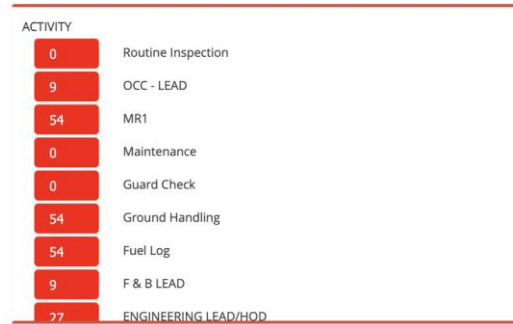 ACTIVITY
0 Routine Inspection
9 OCC - LEAD
54 MR1
0 Maintenance
0 Guard Check
54 Ground Handling
54 Fuel Log
9 F & B LEAD
27 ENGINEERING LEAD/HOD